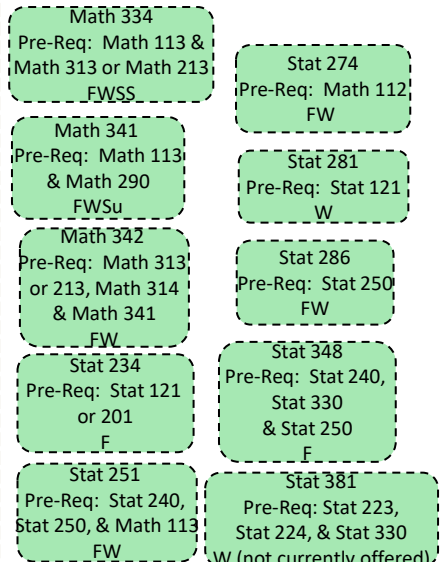 Math 334
Pre-Req: Math 113 &
Math 313 or Math 213
FWSS
Math 341
Pre-Req: Math 113
& Math 290
FWSu
Math 342
Pre-Req: Math 313
or 213, Math 314
& Math 341
FW
Stat 234
Pre-Req: Stat 121
or 201
F
Stat 251
Pre-Req: Stat 240,
Stat 250, & Math 113
FW
Stat 274
Pre-Req: Math 112
FW
Stat 281
Pre-Req: Stat 121
W
Stat 286
Pre-Req: Stat 250
FW
Stat 348
Pre-Req: Stat 240,
Stat 330
& Stat 250
F
Stat 381
Pre-Req: Stat 223,
Stat 224, & Stat 330
W (not currently offered)